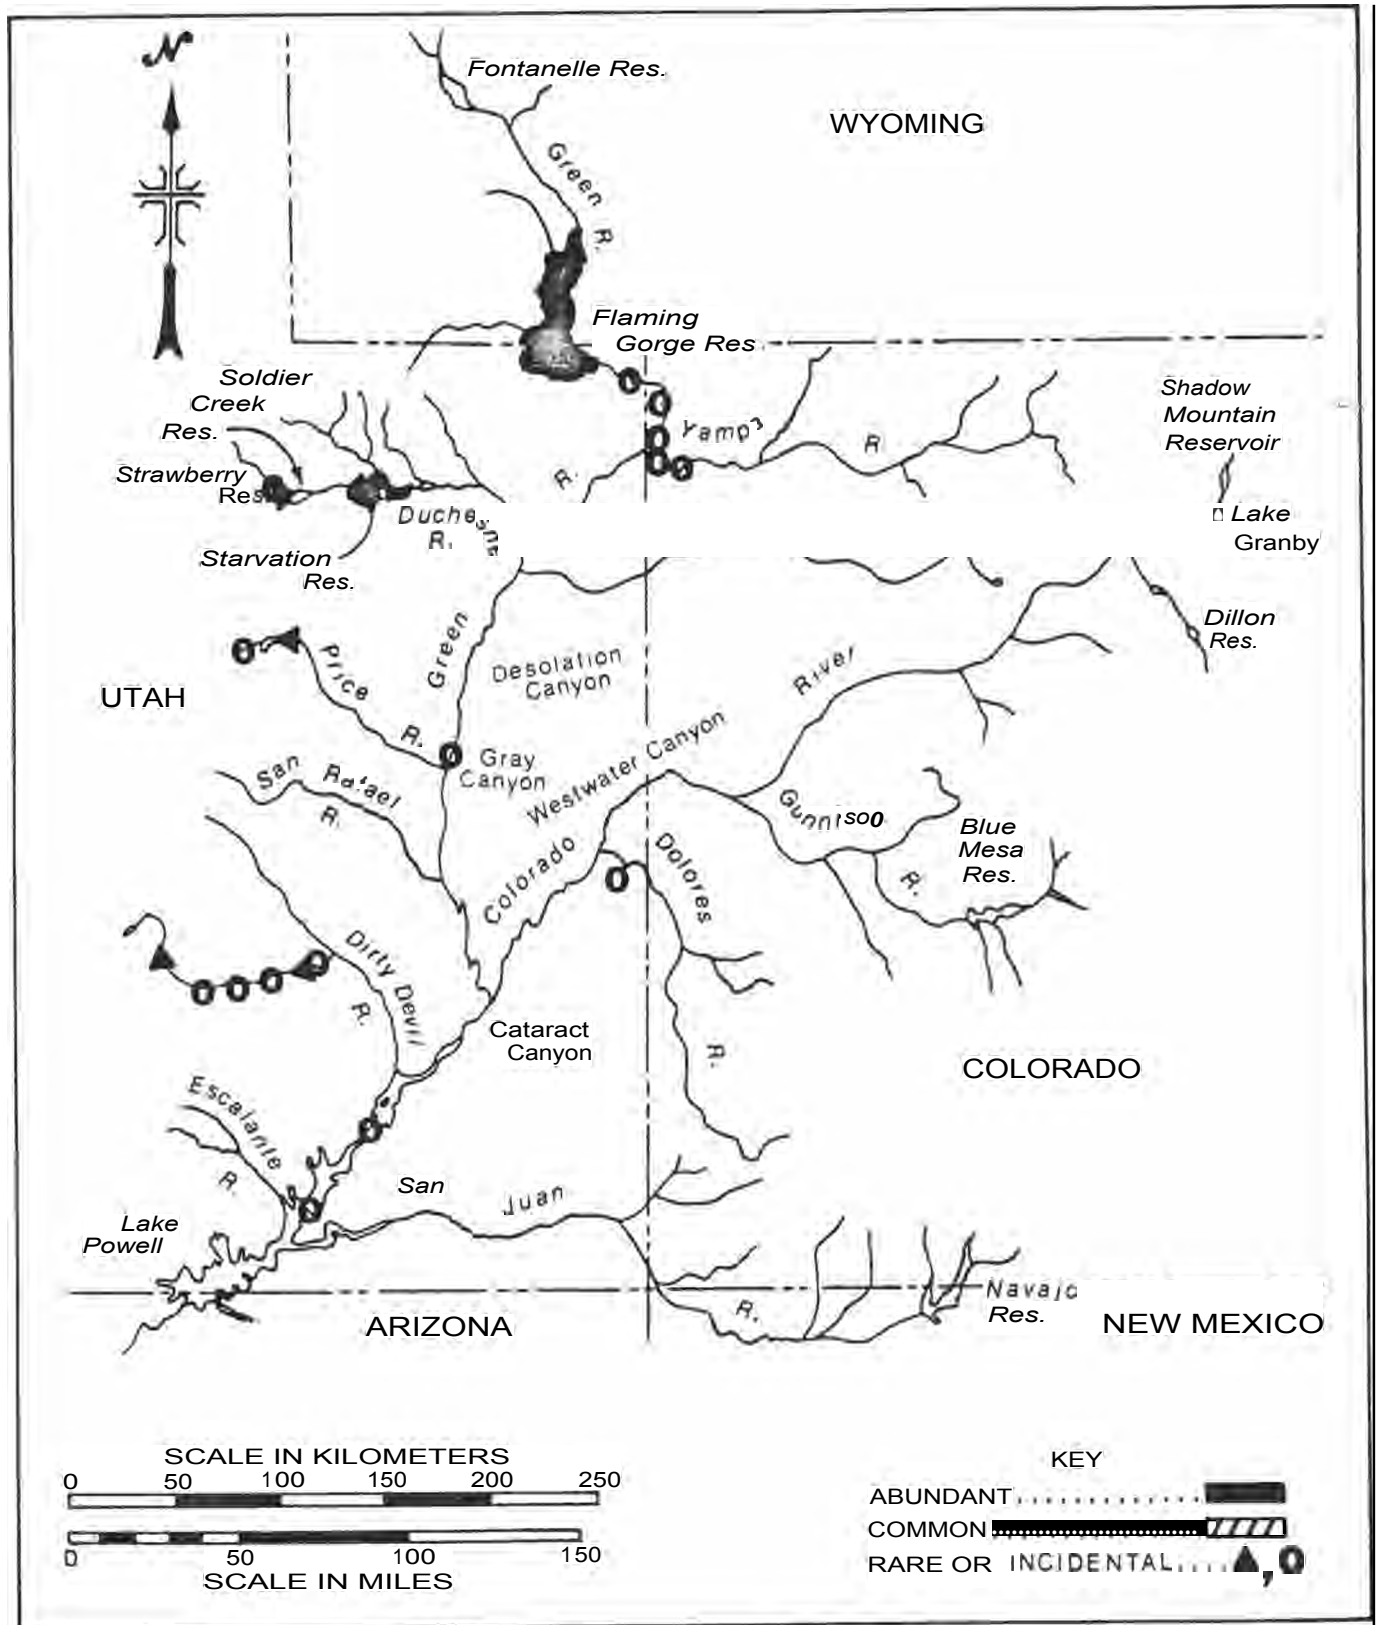 N
Fontanelle Res.
WYOMING
Green
R.
Flaming
Gorge Res
Soldier
Creek
Res.
Strawberry
Res
Shadow
Mountain
Reservoir
R.
R.
Lake
Granby
R.
Starvation
Res.
Dillon
Res.
Green
Desolation
Canyon
River
UTAH
Price
R.
Gray
Canyon
Westwater Canyon
San
R.
Colorado
Dolores
Blue
Mesa
Res.
R.
Dirty Devil
R.
Cataract
Canyon
R.
COLORADO
Escalante
R.
San
Juan
Lake
Powell
R.
Res.
ARIZONA
NEW MEXICO
SCALE IN KILOMETERS
0 50 100 150 200 250
0 50 100 150
SCALE IN MILES
KEY
ABUNDANT
COMMON
RARE OR INCIDENTAL